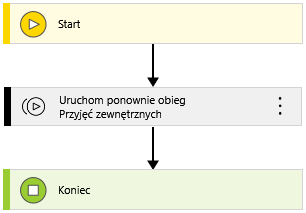 Start
Uruchom ponownie obieg
Przyjęć zewnętrznych
Koniec